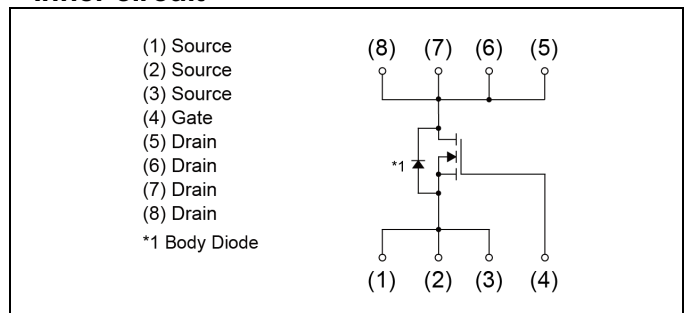 Inner circuit
(1) Source
(2) Source
(3) Source
(4) Gate
(5) Drain
(6) Drain
(7) Drain
(8) Drain
*1 Body Diode
(8) (7) (6) (5)
*1
(1) (2) (3) (4)